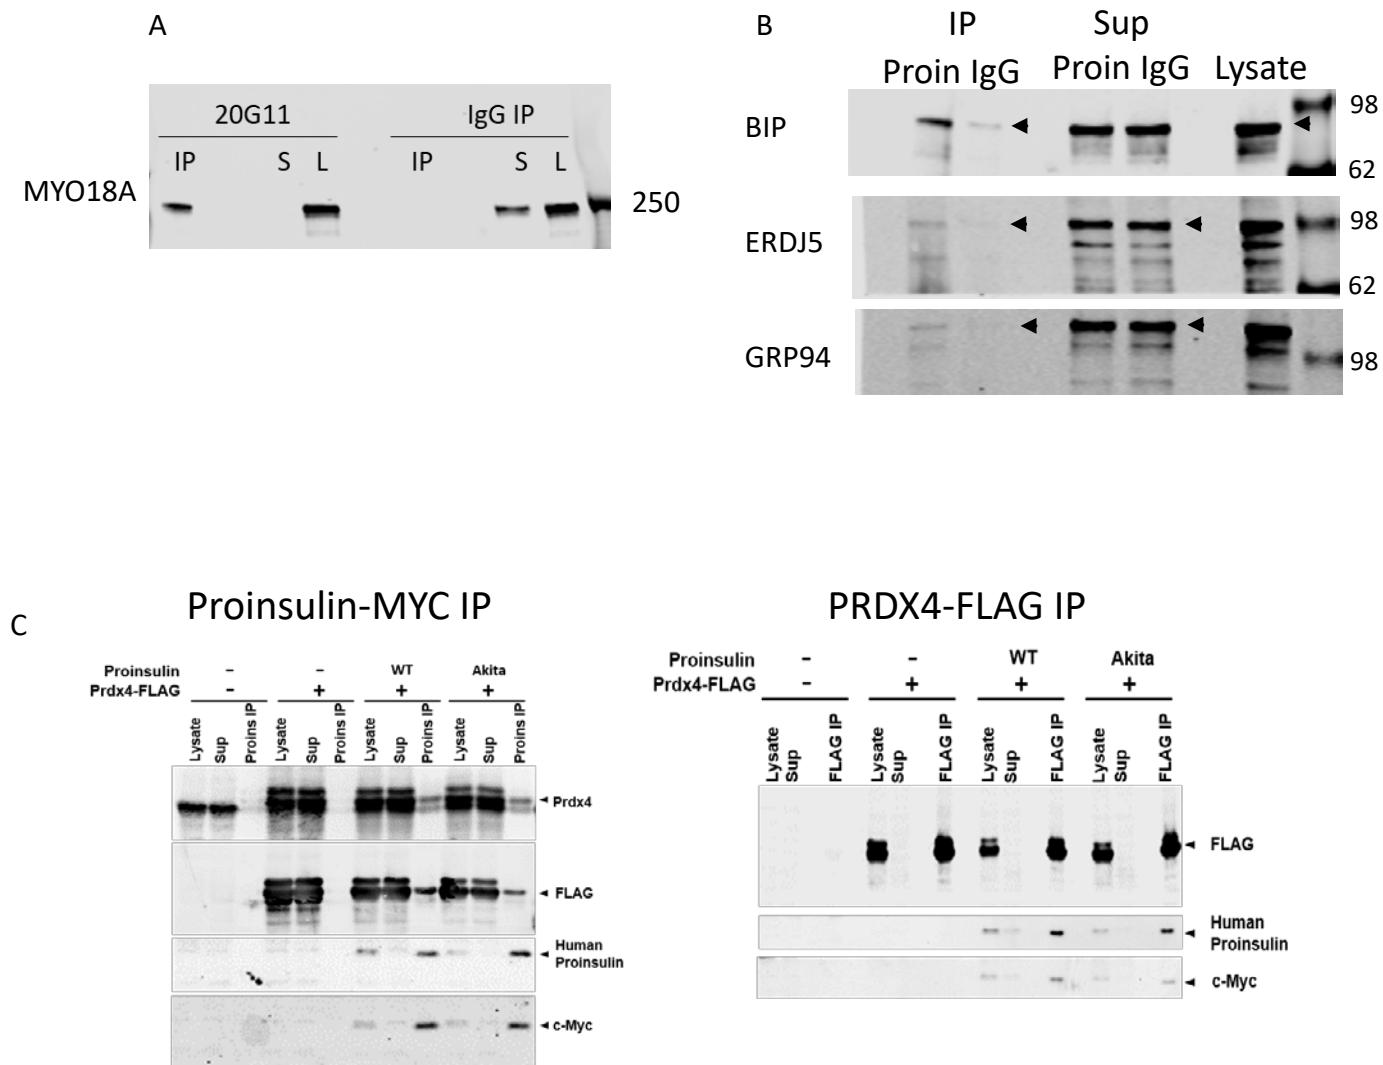 A
20G11 IgG IP
IP S L IP S L
MYO18A 250
B
IP Sup
Proin IgG Proin IgG Lysate
BIP 98
62
ERDJ5 98
62
GRP94 98
C
Proinsulin-MYC IP
Proinsulin – – WT Akita
Prdx4-FLAG – + + +
Lysate Sup Proins IP Lysate Sup Proins IP Lysate Sup Proins IP Lysate Sup Proins IP
Prdx4
FLAG
Human
Proinsulin
c-Myc
PRDX4-FLAG IP
Proinsulin – – WT Akita
Prdx4-FLAG – + + +
Lysate Sup FLAG IP Lysate Sup FLAG IP Lysate Sup FLAG IP Lysate Sup FLAG IP
FLAG
Human
Proinsulin
c-Myc